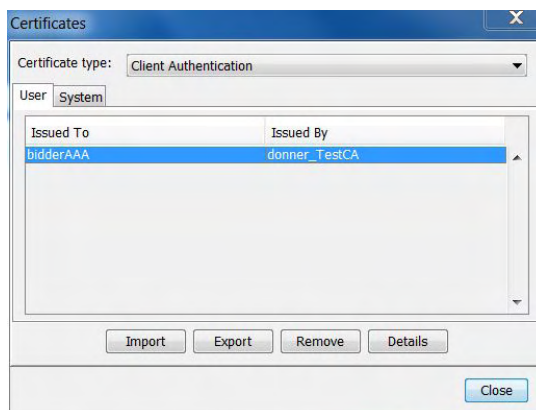 Certificates
X
Certificate type: Client Authentication
User System
Issued To Issued By
bidderAAA donner_TestCA
Import Export Remove Details
Close